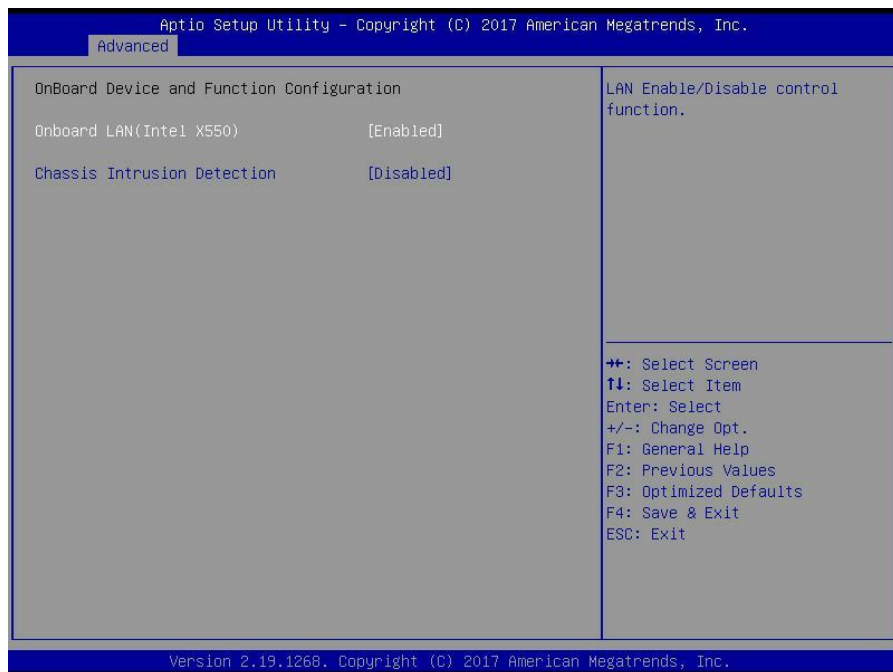 Aptio Setup Utility – Copyright (C) 2017 American Megatrends, Inc.
Advanced
OnBoard Device and Function Configuration
Onboard LAN(Intel X550) [Enabled]
Chassis Intrusion Detection [Disabled]
LAN Enable/Disable control
function.
→←: Select Screen
↑↓: Select Item
Enter: Select
+/-: Change Opt.
F1: General Help
F2: Previous Values
F3: Optimized Defaults
F4: Save & Exit
ESC: Exit
Version 2.19.1268. Copyright (C) 2017 American Megatrends, Inc.